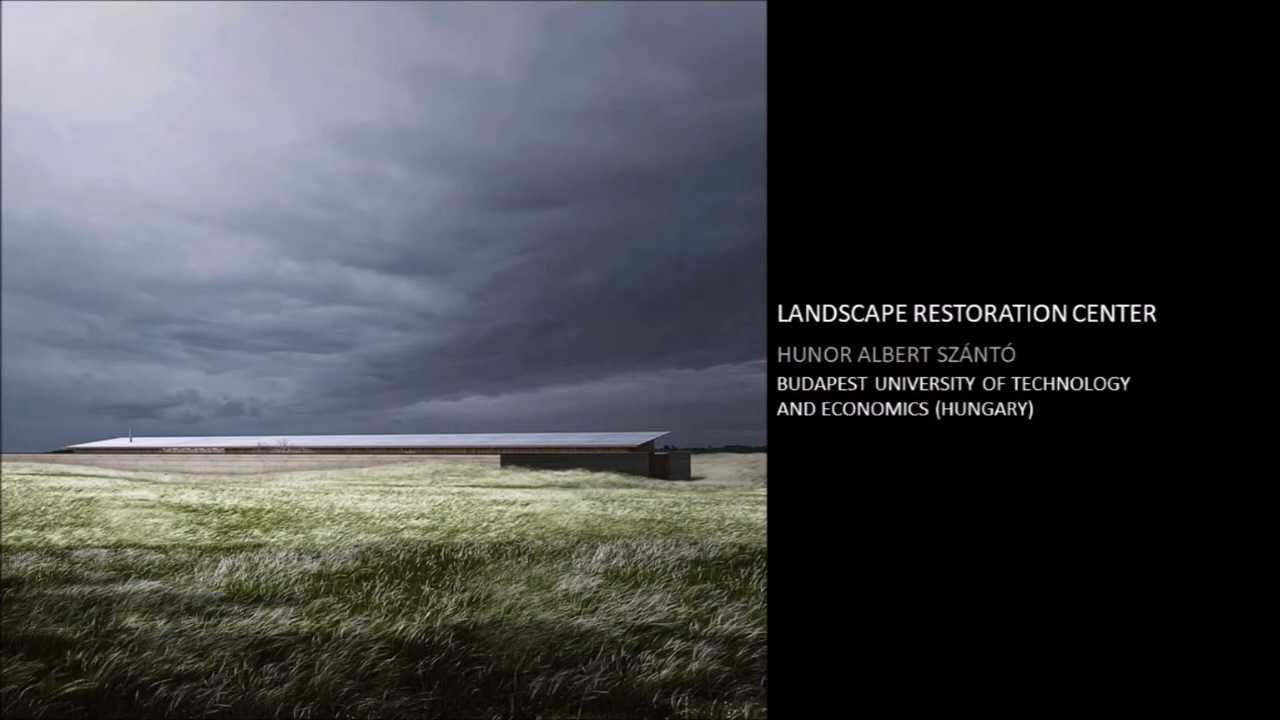 LANDSCAPE RESTORATION CENTER
HUNOR ALBERT SZÁNTÓ
BUDAPEST UNIVERSITY OF TECHNOLOGY
AND ECONOMICS (HUNGARY)